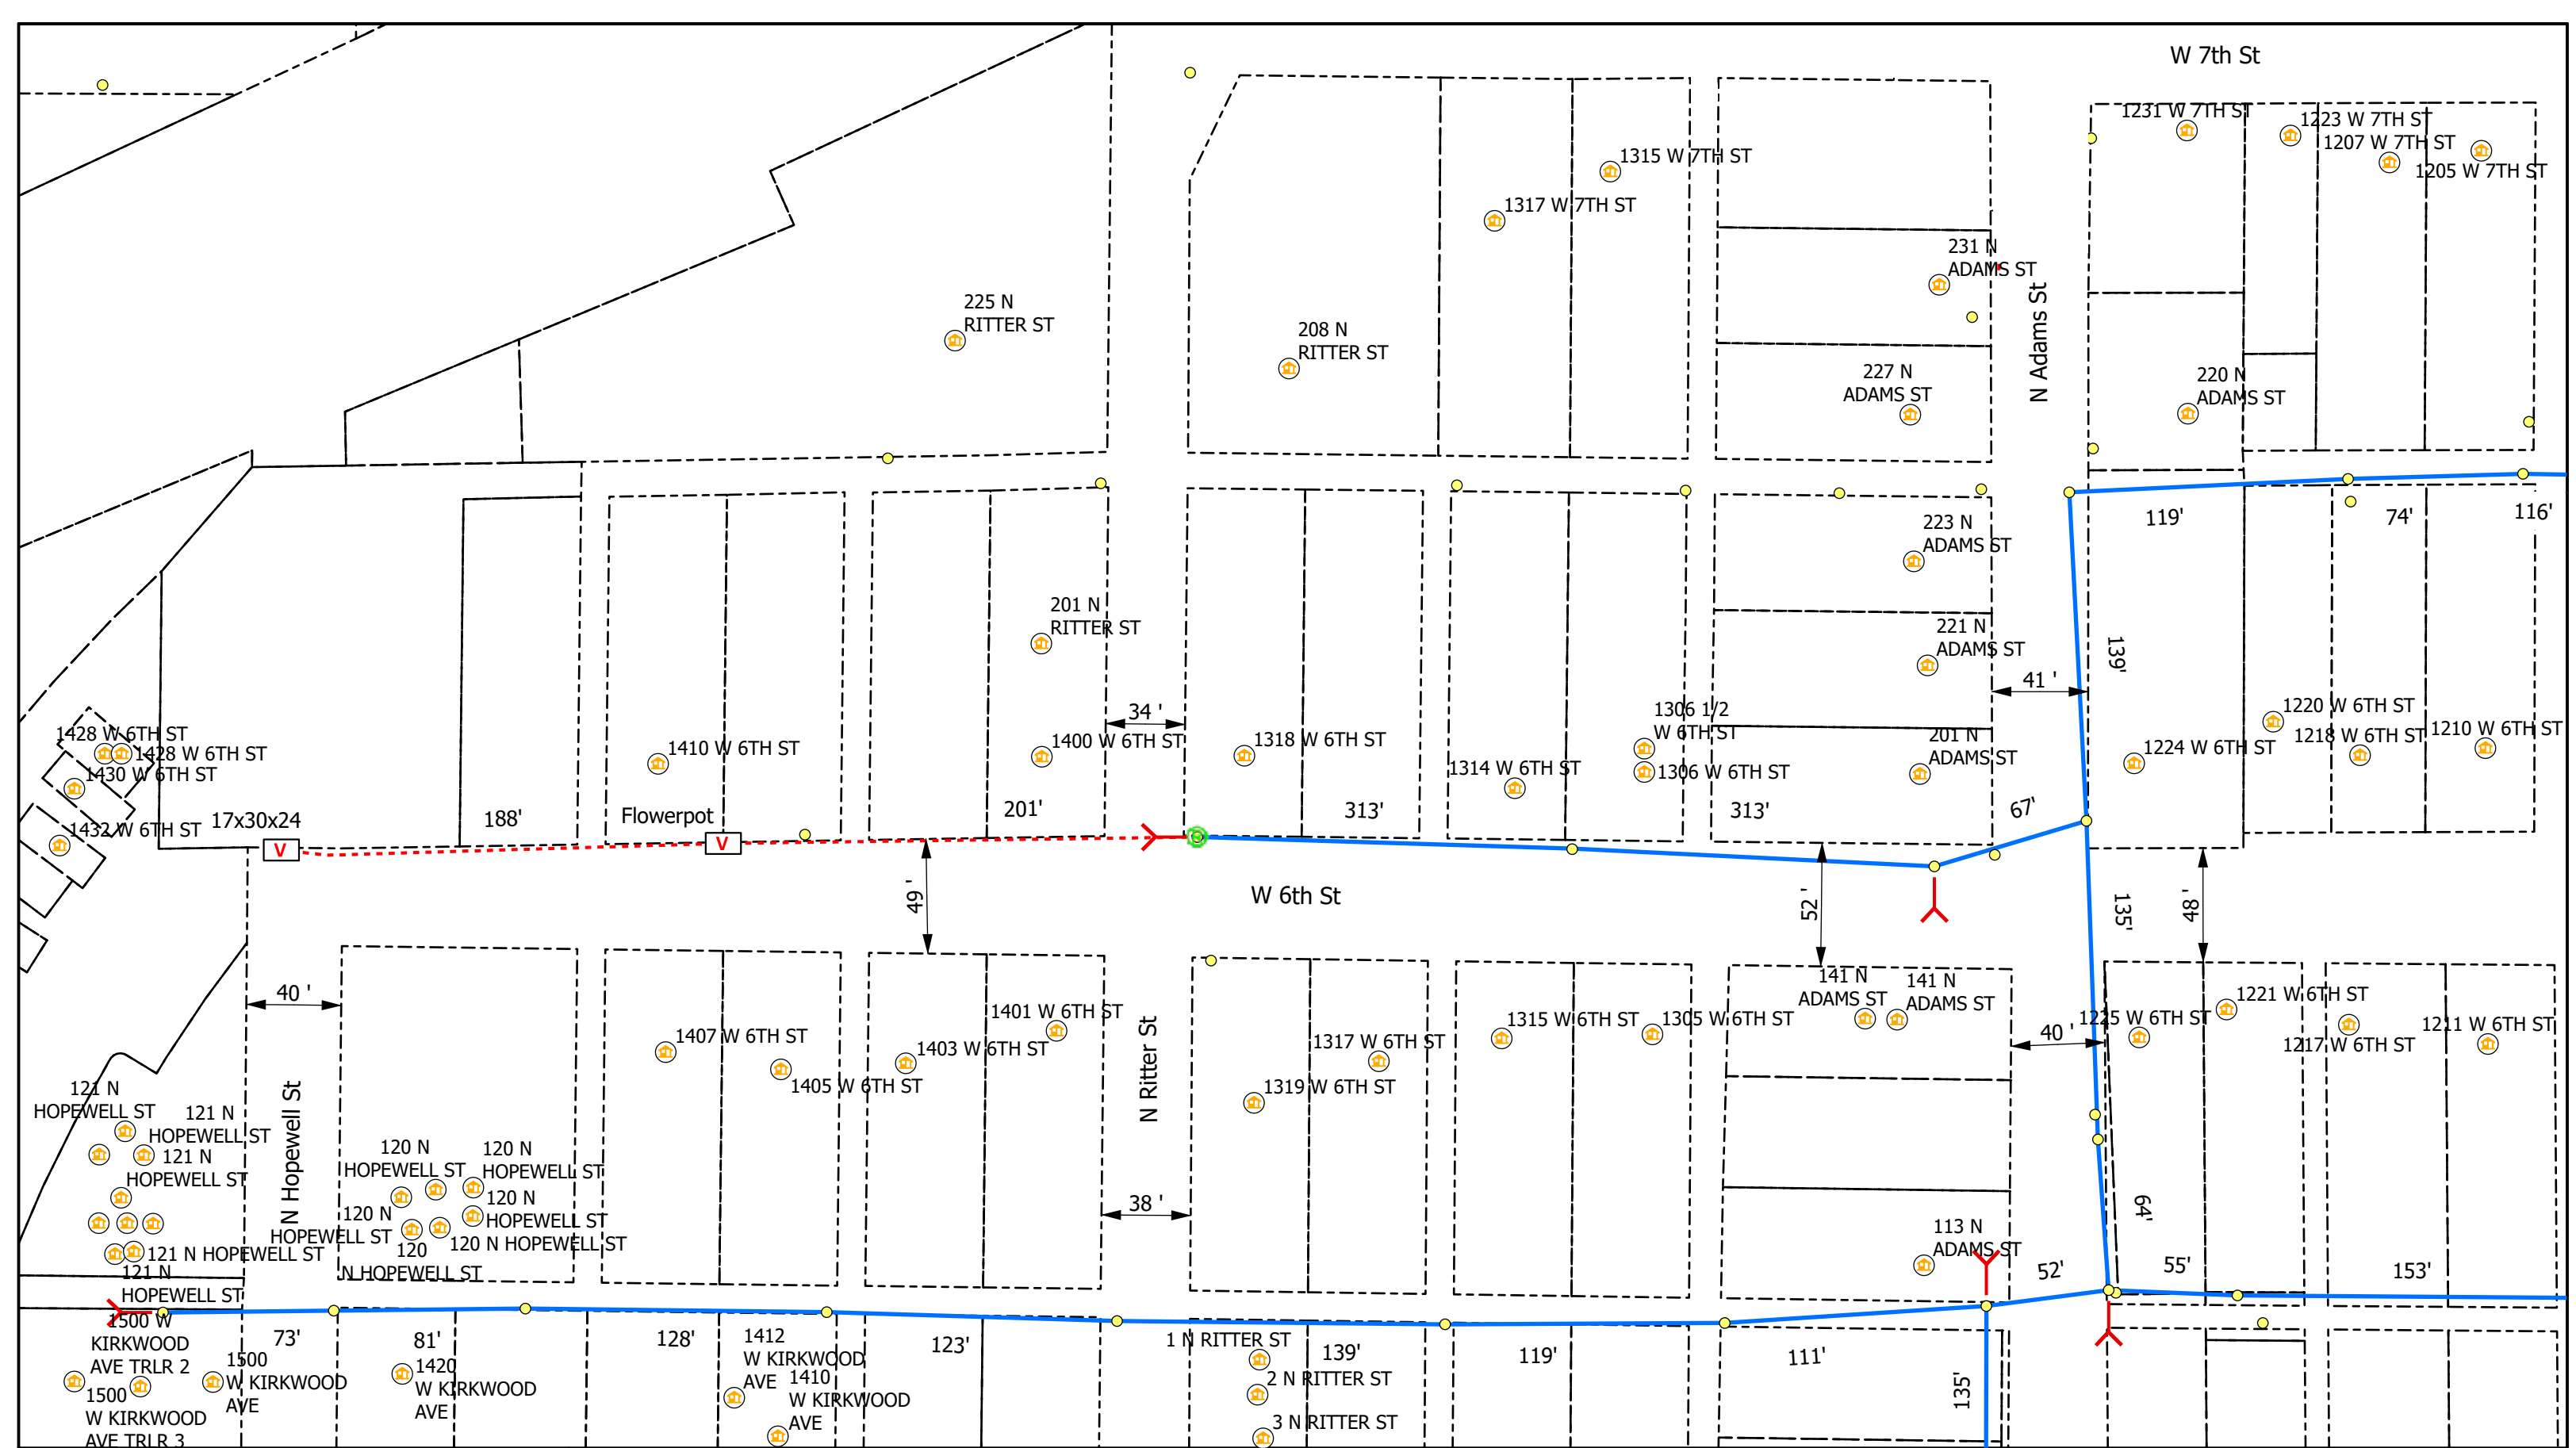 W 7th St
1231 W 7TH ST
1223 W 7TH ST
1207 W 7TH ST
1205 W 7TH ST
1315 W 7TH ST
1317 W 7TH ST
231 N
ADAMS ST
N Adams St
225 N
RITTER ST
208 N
RITTER ST
227 N
ADAMS ST
220 N
ADAMS ST
119'
74'
116'
223 N
ADAMS ST
201 N
RITTER ST
221 N
ADAMS ST
139'
41 '
34 '
1428 W 6TH ST
1428 W 6TH ST
1430 W 6TH ST
1432 W 6TH ST
1410 W 6TH ST
1400 W 6TH ST
1318 W 6TH ST
1314 W 6TH ST
1306 1/2
W 6TH ST
1306 W 6TH ST
201 N
ADAMS ST
1224 W 6TH ST
1220 W 6TH ST
1218 W 6TH ST
1210 W 6TH ST
17x30x24
188'
Flowerpot
201'
313'
313'
67'
V
V
49 '
W 6th St
52 '
135'
48 '
40 '
141 N
ADAMS ST
141 N
ADAMS ST
1407 W 6TH ST
1405 W 6TH ST
1403 W 6TH ST
1401 W 6TH ST
N Ritter St
1319 W 6TH ST
1317 W 6TH ST
1315 W 6TH ST
1305 W 6TH ST
40 '
1225 W 6TH ST
1221 W 6TH ST
1217 W 6TH ST
1211 W 6TH ST
121 N
HOPEWELL ST
121 N
HOPEWELL ST
121 N
HOPEWELL ST
N Hopewell St
120 N
HOPEWELL ST
120 N
HOPEWELL ST
120 N
HOPEWELL ST
120 N
HOPEWELL ST
120 N HOPEWELL ST
120
N HOPEWELL ST
38 '
64'
113 N
ADAMS ST
121 N HOPEWELL ST
121 N
HOPEWELL ST
52'
55'
153'
1500 W
KIRKWOOD
AVE TRLR 2
73'
81'
128'
1412
W KIRKWOOD
AVE
123'
1 N RITTER ST
139'
119'
111'
135'
1500
W KIRKWOOD
AVE
1420
W KIRKWOOD
AVE
1410
W KIRKWOOD
AVE
2 N RITTER ST
3 N RITTER ST
1500
W KIRKWOOD
AVE TRLR 3